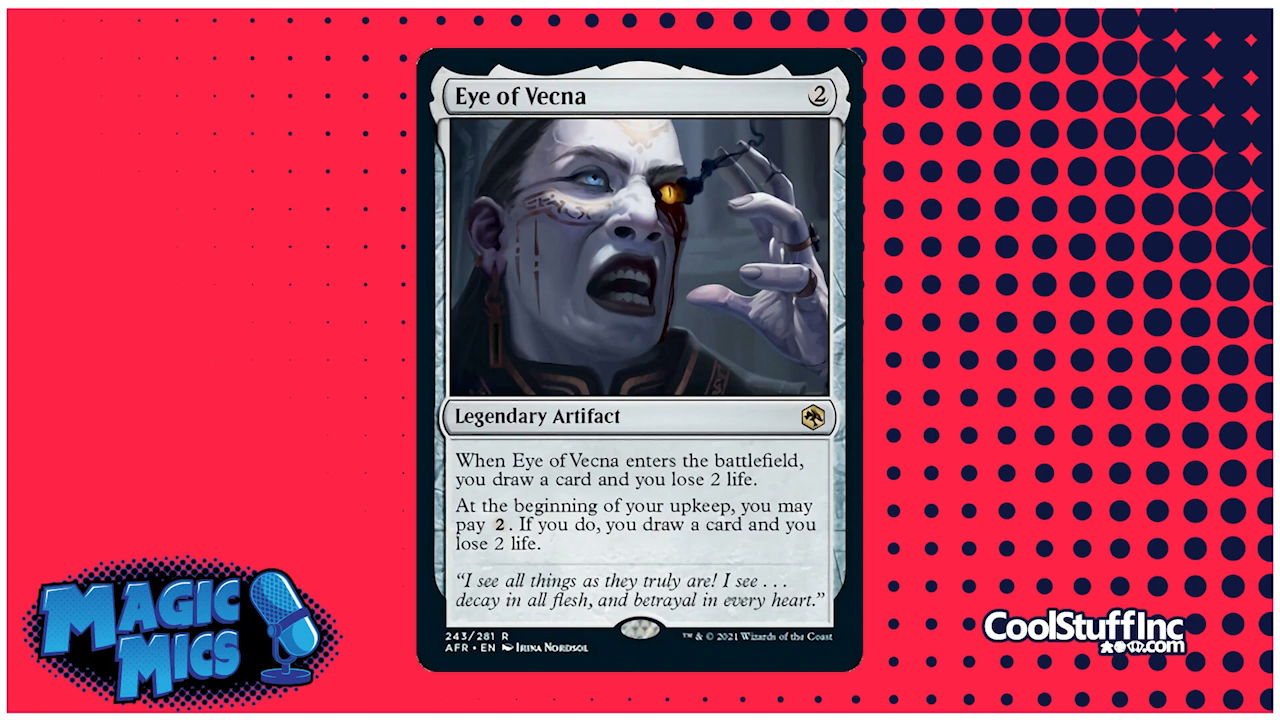 Eye of Vecna 2
Legendary Artifact
When Eye of Vecna enters the battlefield,
you draw a card and you lose 2 life.
At the beginning of your upkeep, you may
pay 2. If you do, you draw a card and you
lose 2 life.
“I see all things as they truly are! I see . . .
decay in all flesh, and betrayal in every heart.”
243/281 R
AFR • EN Irina Nordsol
™ & © 2021 Wizards of the Coast
MAGIC
MICS
CoolStuffInc
.com